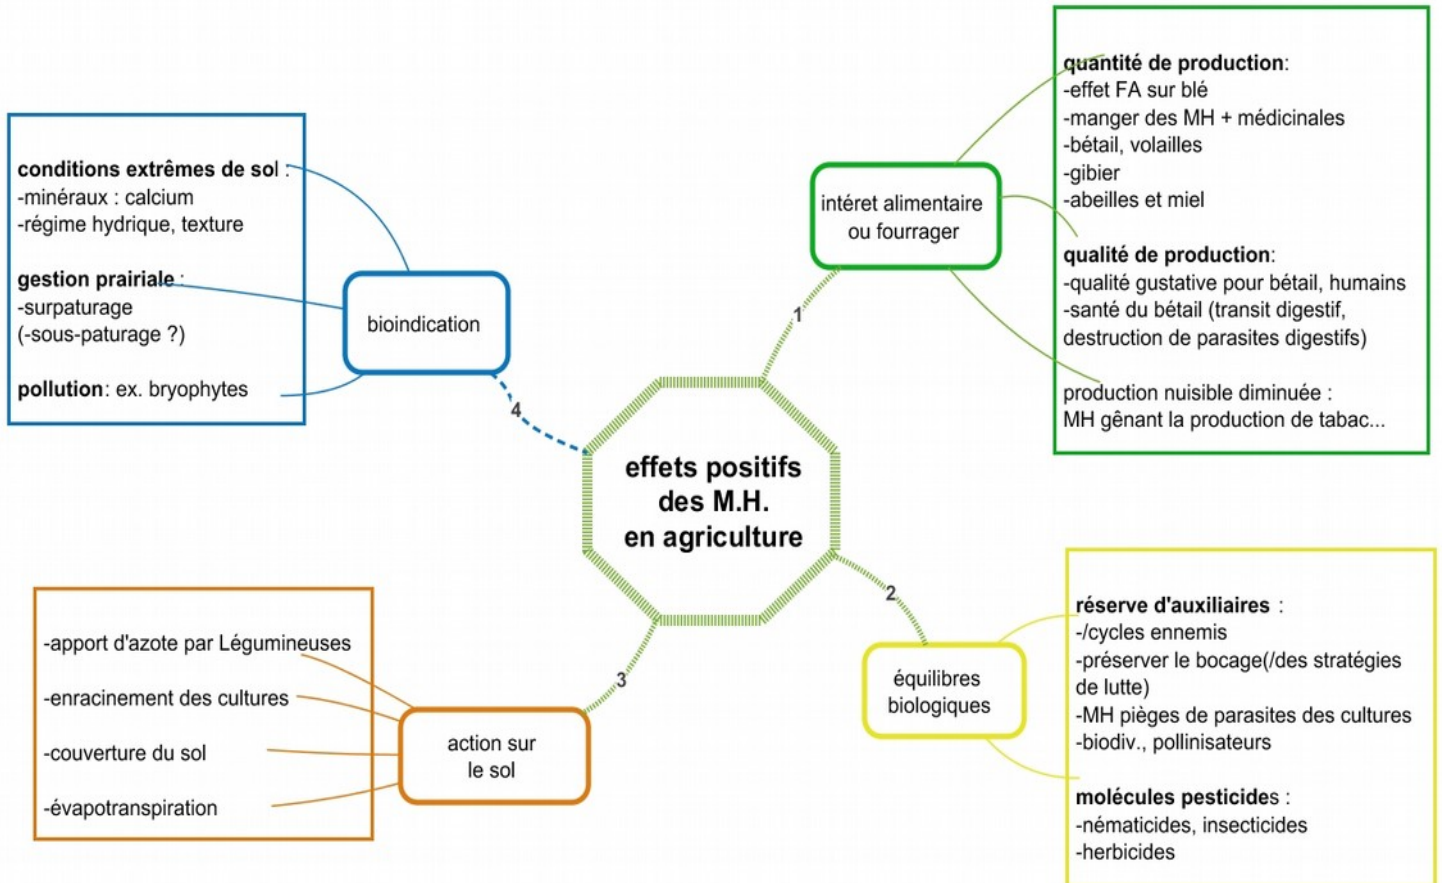 effets positifs
des M.H.
en agriculture
1
intéret alimentaire
ou fourrager
quantité de production:
-effet FA sur blé
-manger des MH + médicinales
-bétail, volailles
-gibier
-abeilles et miel
qualité de production:
-qualité gustative pour bétail, humains
-santé du bétail (transit digestif,
destruction de parasites digestifs)
production nuisible diminuée :
MH gênant la production de tabac...
2
équilibres
biologiques
réserve d'auxiliaires :
-/cycles ennemis
-préserver le bocage(/des stratégies
de lutte)
-MH pièges de parasites des cultures
-biodiv., pollinisateurs
molécules pesticides :
-nématicides, insecticides
-herbicides
3
action sur
le sol
-apport d'azote par Légumineuses
-enracinement des cultures
-couverture du sol
-évapotranspiration
4
bioindication
conditions extrêmes de sol :
-minéraux : calcium
-régime hydrique, texture
gestion prairiale :
-surpaturage
(-sous-paturage ?)
pollution: ex. bryophytes